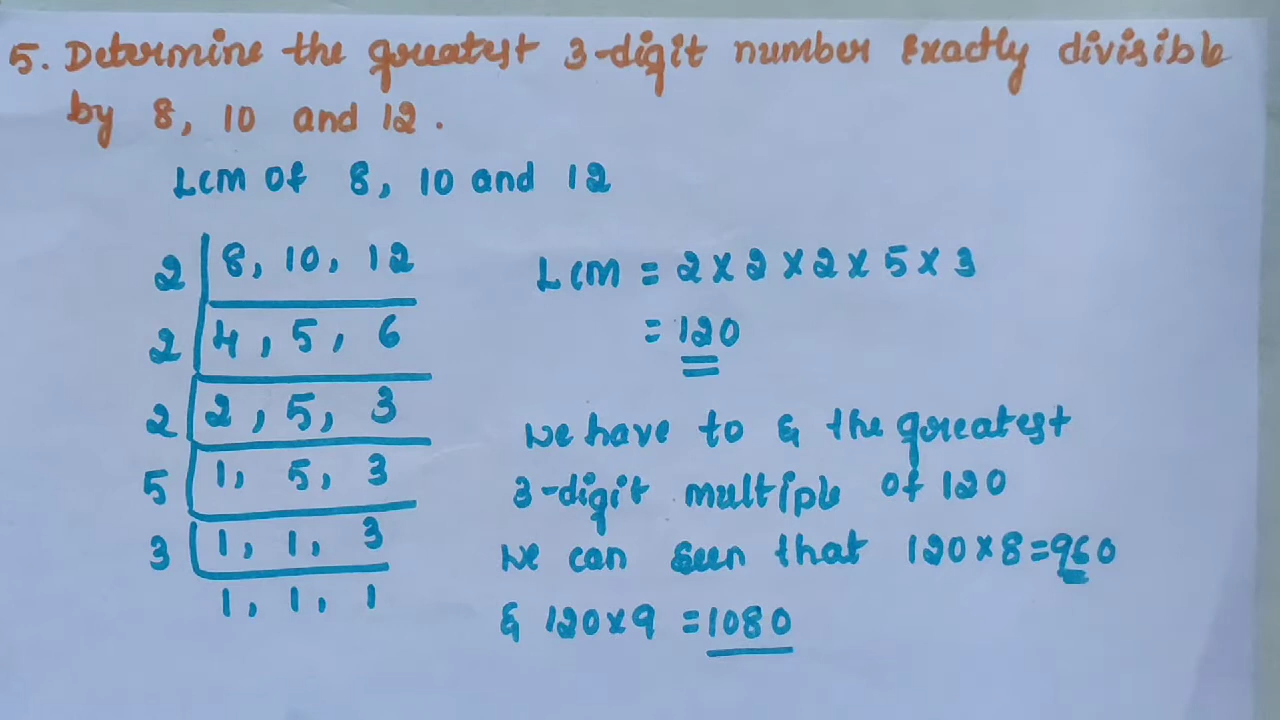 5. Determine the greatest 3-digit number exactly divisible
by 8, 10 and 12.
LCM of 8, 10 and 12
2 | 8, 10, 12
2 | 4, 5, 6
2 | 2, 5, 3
5 | 1, 5, 3
3 | 1, 1, 3
1, 1, 1
LCM = 2 x 2 x 2 x 5 x 3
= 120
We have to & the greatest
3-digit multiple of 120
We can seen that 120 x 8 = 960
& 120 x 9 = 1080